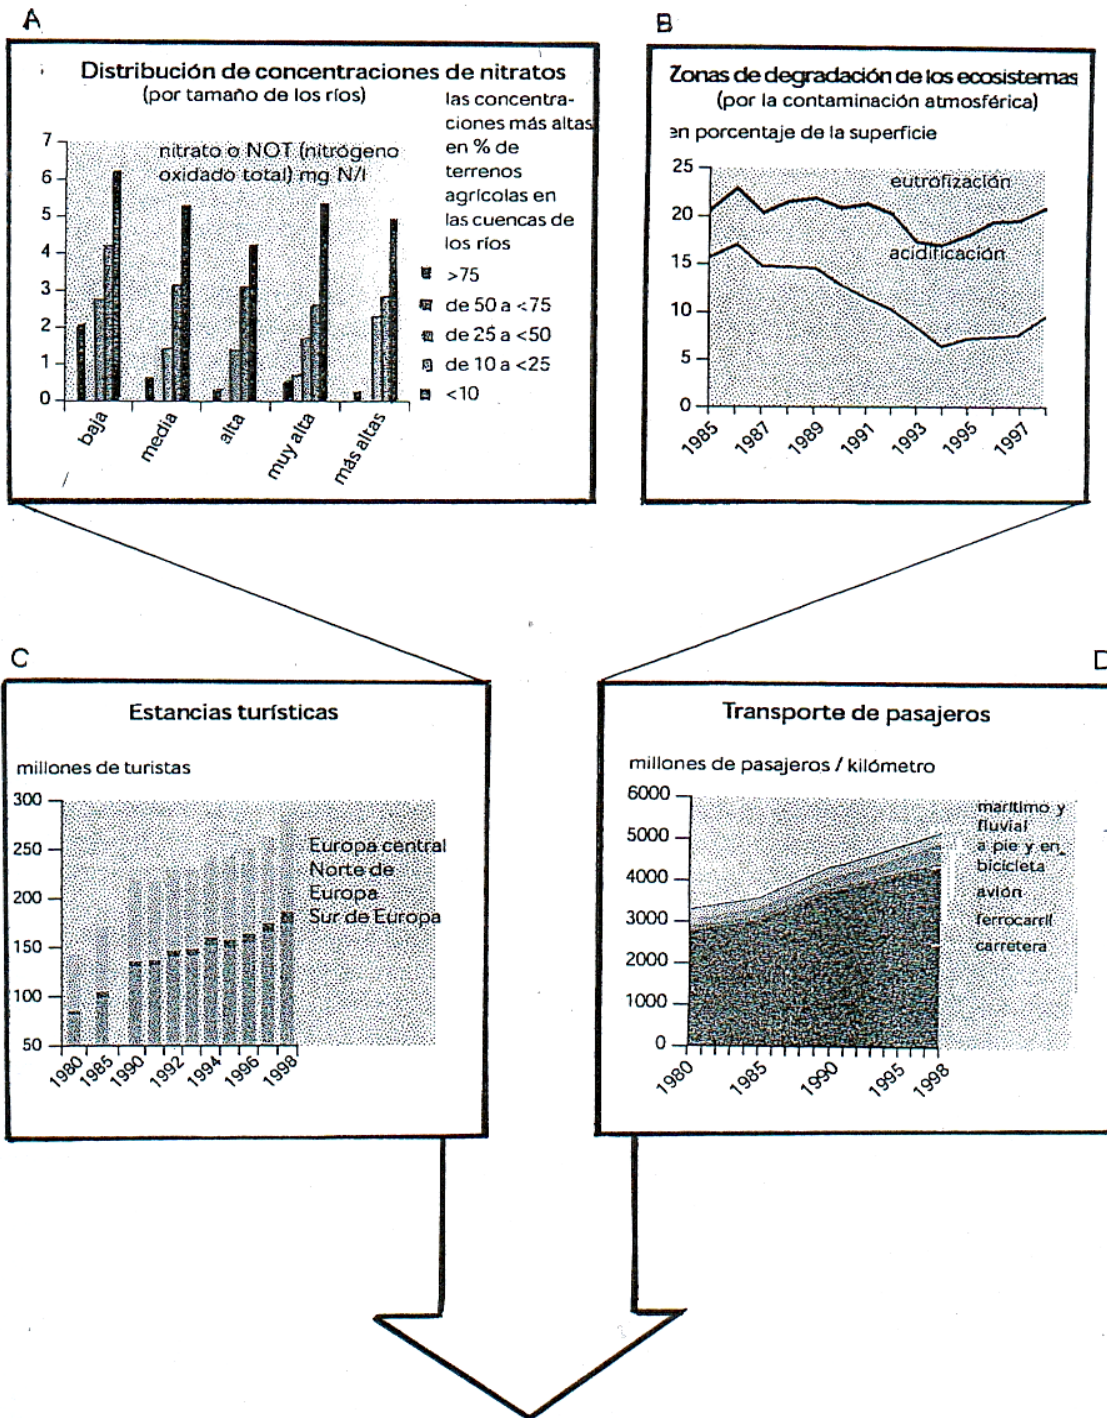 A
Distribución de concentraciones de nitratos
(por tamaño de los ríos)
las concentra-
ciones más altas
en % de
terrenos
agrícolas en
las cuencas de
los ríos
>75
de 50 a <75
de 25 a <50
de 10 a <25
<10
nitrato o NOT (nitrógeno
oxidado total) mg N/l
7
6
5
4
3
2
1
0
baja
media
alta
muy alta
más altas
B
Zonas de degradación de los ecosistemas
(por la contaminación atmosférica)
en porcentaje de la superficie
25
20
15
10
5
0
eutrofización
acidificación
1985
1987
1989
1991
1993
1995
1997
C
Estancias turísticas
millones de turistas
300
250
200
150
100
50
Europa central
Norte de
Europa
Sur de Europa
1980
1985
1990
1992
1994
1996
1998
D
Transporte de pasajeros
millones de pasajeros / kilómetro
6000
5000
4000
3000
2000
1000
0
marítimo y
fluvial
a pie y en
bicicleta
avión
ferrocarril
carretera
1980
1985
1990
1995
1998